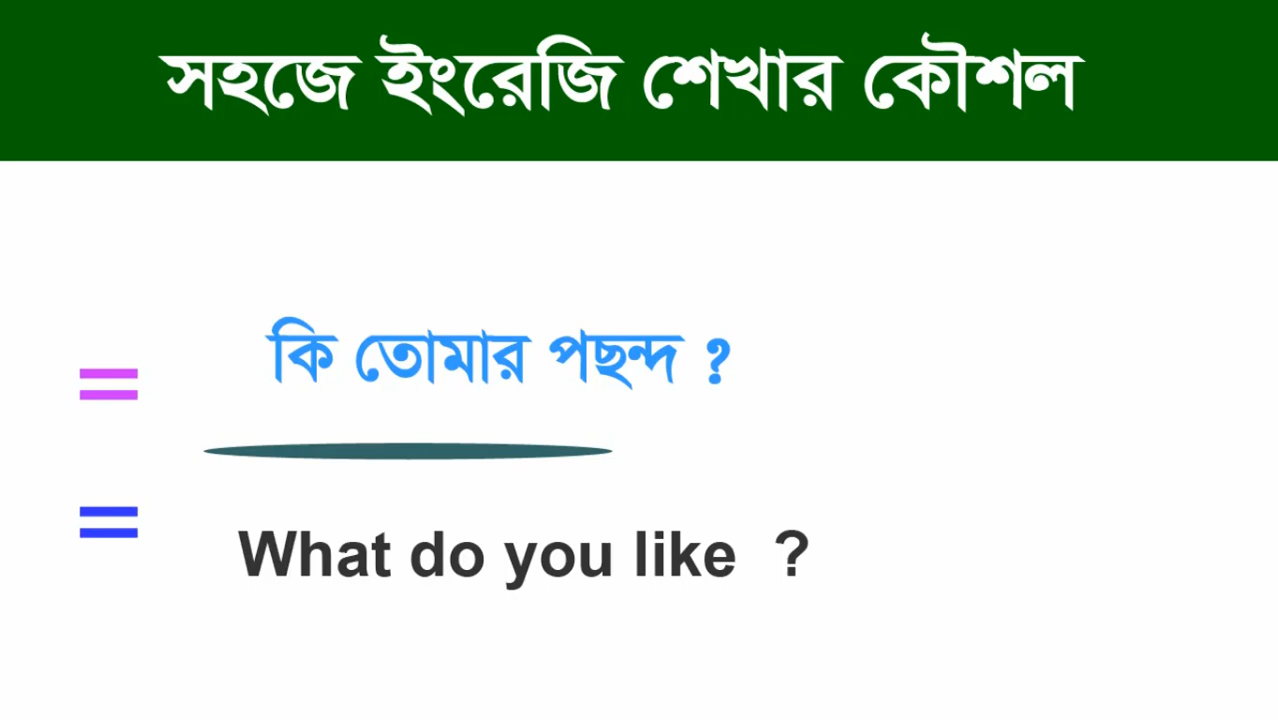 সহজে ইংরেজি শেখার কৌশল
= কি তোমার পছন্দ ?
= What do you like ?